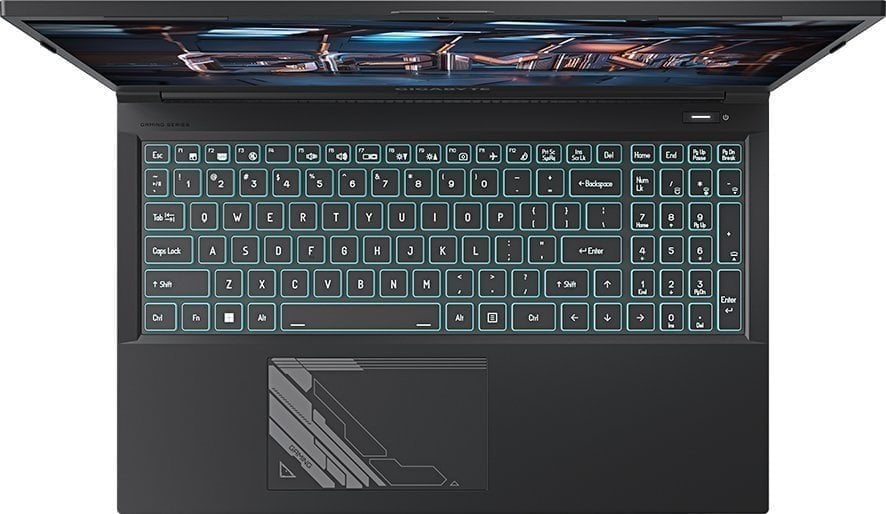 GIGABYTE
GAMING SERIES
Esc F1 F2 F3 F4 F5 F6 F7 F8 F9 F10 F11 F12 Prt Sc SysRq Ins Scr Lk Del Home End Pg Up Pause Pg Dn Break
~ ` ! 1 @ 2 # 3 $ 4 % 5 ^ 6 & 7 * 8 ( 9 ) 0 _ - + = ←Backspace Num Lk / * -
Tab Q W E R T Y U I O P { [ } ] | \ 7 Home 8 ▲ 9 PgUp +
Caps Lock A S D F G H J K L : ; " ' ↵Enter 4 ◄ 5 6 ►
↑ Shift Z X C V B N M < , > . ? / ↑ Shift ↑ 1 End 2 ▼ 3 PgDn Enter ↵
Ctrl Fn Alt Alt Ctrl ← ↓ → 0 Ins . Del
GAMING